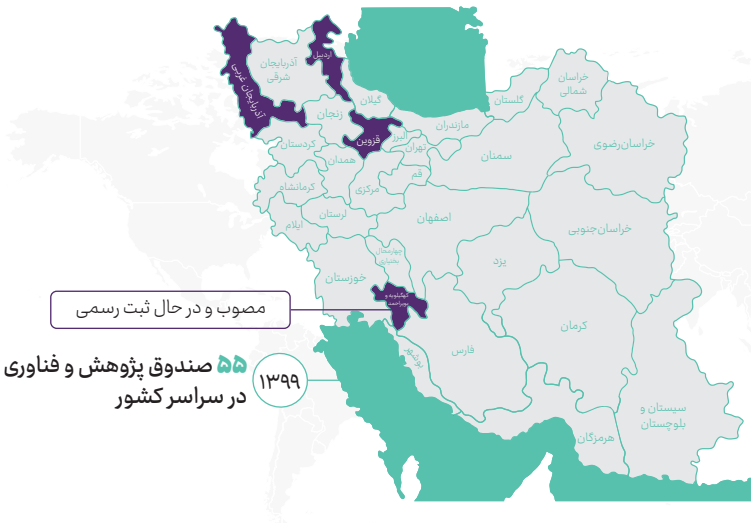 اردبیل
آذربایجان
شرقی
آذربایجان غربی
گیلان
زنجان
قزوین
البرز
تهران
مازندران
گلستان
خراسان
شمالی
خراسان‌رضوی
سمنان
کردستان
همدان
قم
مرکزی
کرمانشاه
لرستان
ایلام
اصفهان
خراسان‌جنوبی
چهارمحال
بختیاری
یزد
خوزستان
کهگیلویه و
بویراحمد
مصوب و در حال ثبت رسمی
کرمان
فارس
بوشهر
۵۵ صندوق پژوهش و فناوری
در سراسر کشور
۱۳۹۹
سیستان و
بلوچستان
هرمزگان